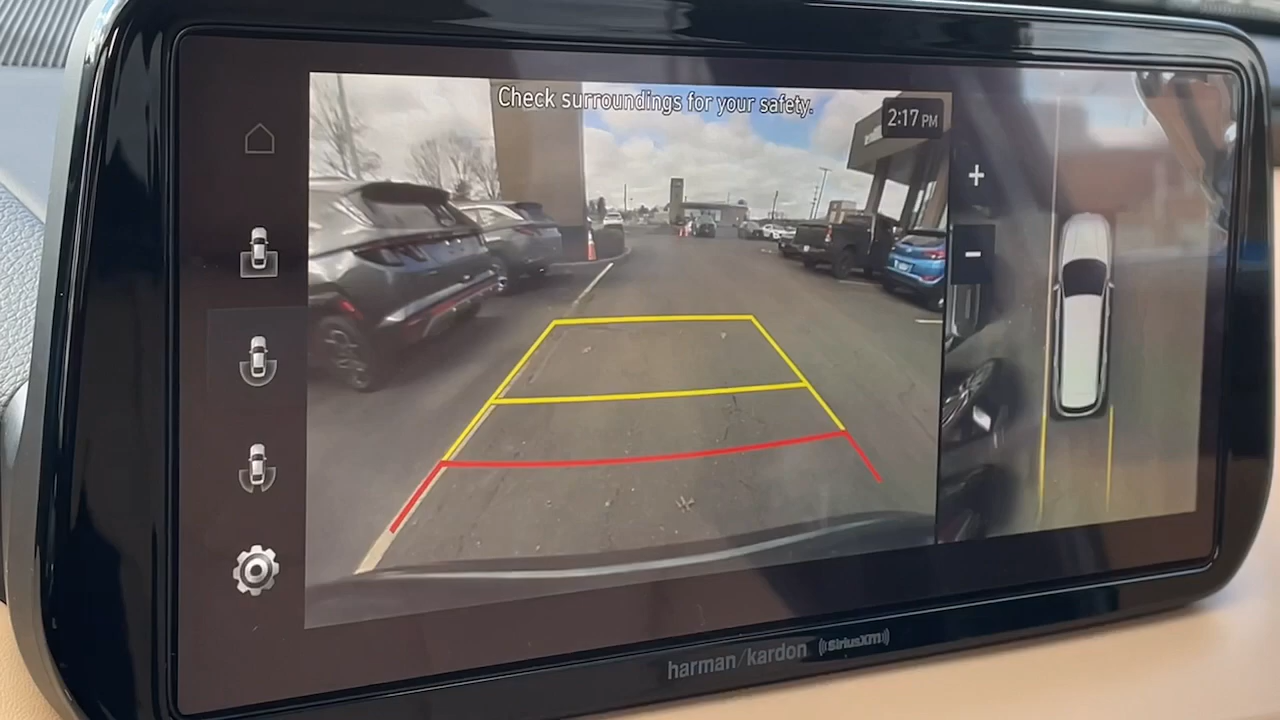 Check surroundings for your safety.
2:17 PM
+
-
harman/kardon
SiriusXM